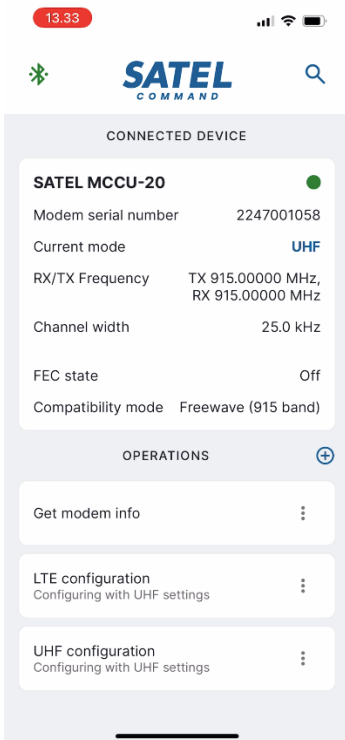 13.33
SATEL
COMMAND
CONNECTED DEVICE
SATEL MCCU-20
Modem serial number 2247001058
Current mode UHF
RX/TX Frequency TX 915.00000 MHz,
RX 915.00000 MHz
Channel width 25.0 kHz
FEC state Off
Compatibility mode Freewave (915 band)
OPERATIONS
Get modem info
LTE configuration
Configuring with UHF settings
UHF configuration
Configuring with UHF settings